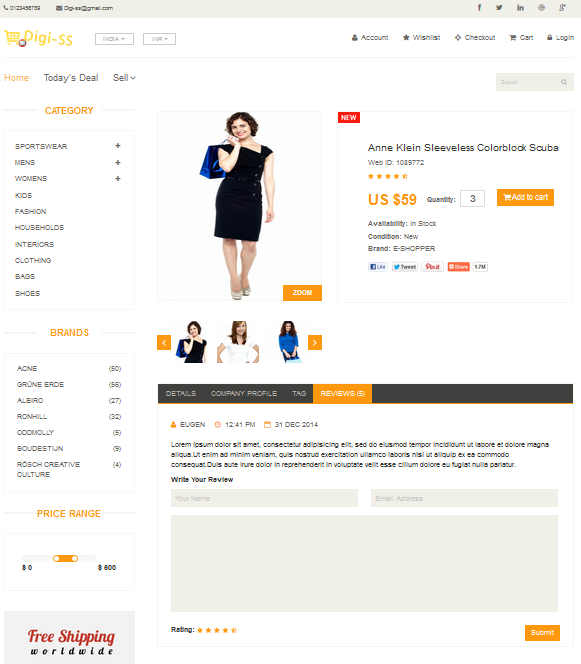 0123456789
Digi-ss@gmail.com
Digi-SS
INDIA
INR
Account
Wishlist
Checkout
Cart
Login
Home
Today's Deal
Sell
Search
CATEGORY
SPORTSWEAR
MENS
WOMENS
KIDS
FASHION
HOUSEHOLDS
INTERIORS
CLOTHING
BAGS
SHOES
BRANDS
ACNE (50)
GRÜNE ERDE (56)
ALBIRO (27)
RONHILL (32)
ODDMOLLY (5)
BOUDESTIJN (9)
RÖSCH CREATIVE CULTURE (4)
PRICE RANGE
$ 0
$ 600
Free Shipping
worldwide
ZOOM
NEW
Anne Klein Sleeveless Colorblock Scuba
Web ID: 1089772
US $59
Quantity:
3
Add to cart
Availability: In Stock
Condition: New
Brand: E-SHOPPER
Like
Tweet
Pinit
Share
1.7M
DETAILS
COMPANY PROFILE
TAG
REVIEWS (5)
EUGEN
12:41 PM
31 DEC 2014
Lorem ipsum dolor sit amet, consectetur adipisicing elit, sed do eiusmod tempor incididunt ut labore et dolore magna
aliqua.Ut enim ad minim veniam, quis nostrud exercitation ullamco laboris nisi ut aliquip ex ea commodo
consequat.Duis aute irure dolor in reprehenderit in voluptate velit esse cillum dolore eu fugiat nulla pariatur.
Write Your Review
Your Name
Email Address
Rating:
Submit